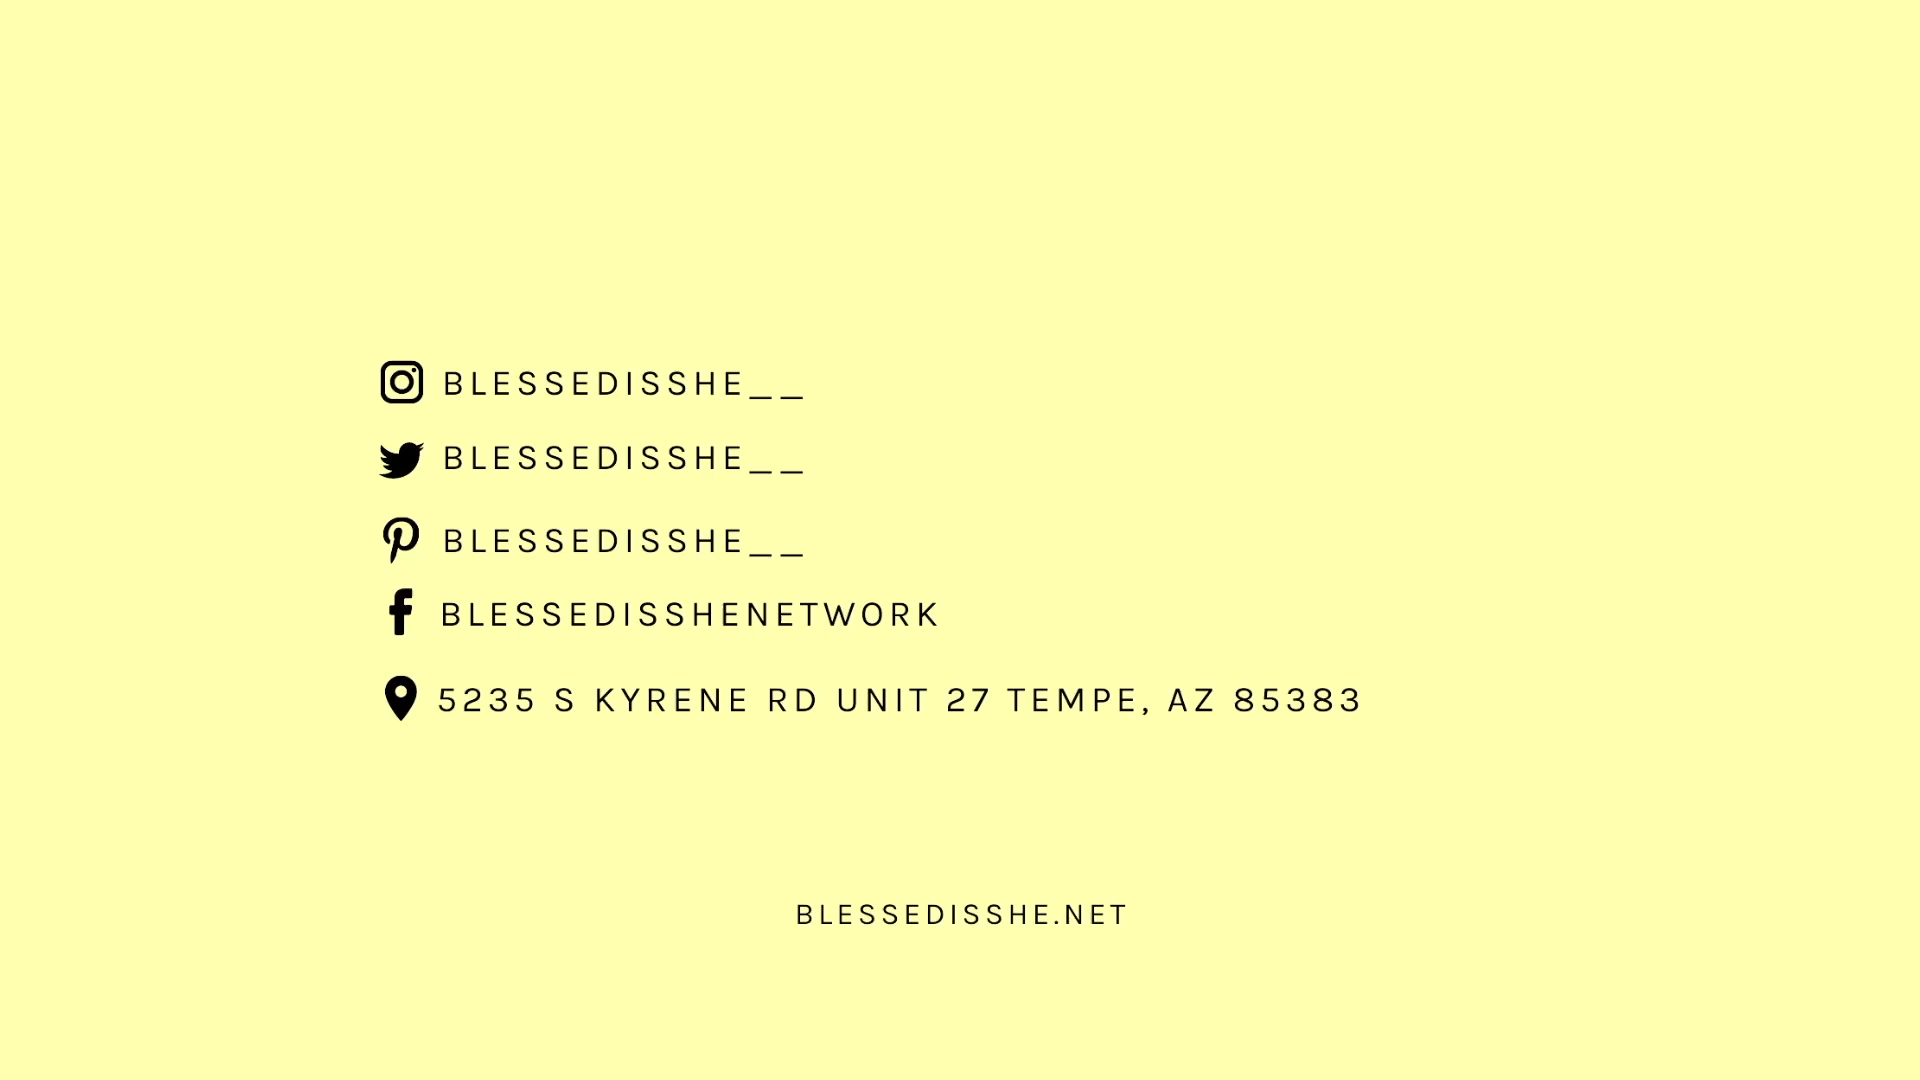 BLESSEDISSHE__
BLESSEDISSHE__
BLESSEDISSHE__
BLESSEDISSHENETWORK
5235 S KYRENE RD UNIT 27 TEMPE, AZ 85383
BLESSEDISSHE.NET